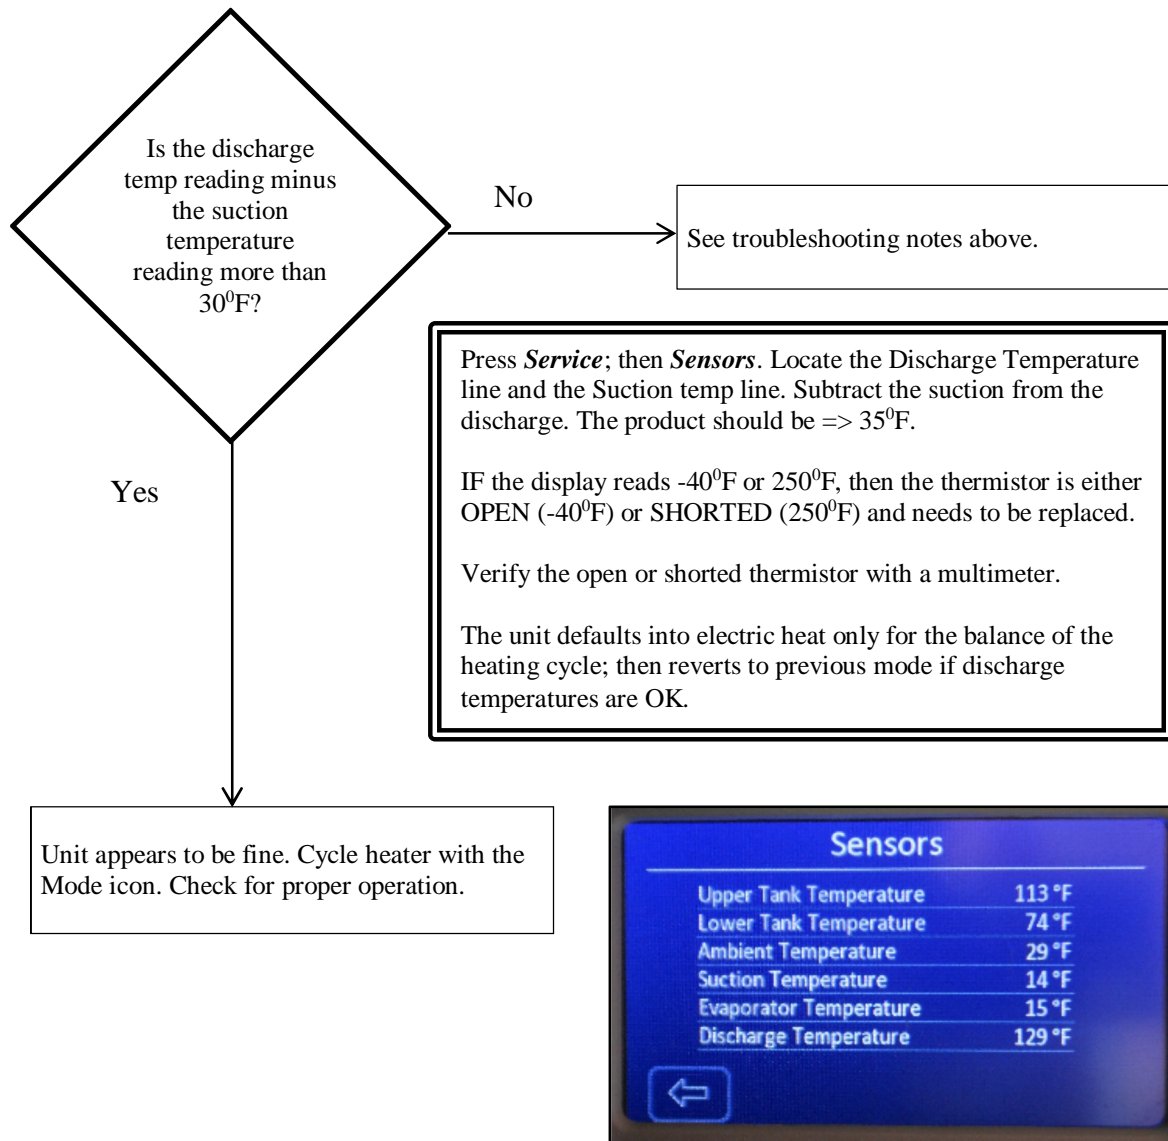 Is the discharge
temp reading minus
the suction
temperature
reading more than
30⁰F?
No
See troubleshooting notes above.
Press Service; then Sensors. Locate the Discharge Temperature
line and the Suction temp line. Subtract the suction from the
discharge. The product should be => 35⁰F.
IF the display reads -40⁰F or 250⁰F, then the thermistor is either
OPEN (-40⁰F) or SHORTED (250⁰F) and needs to be replaced.
Verify the open or shorted thermistor with a multimeter.
The unit defaults into electric heat only for the balance of the
heating cycle; then reverts to previous mode if discharge
temperatures are OK.
Yes
Unit appears to be fine. Cycle heater with the
Mode icon. Check for proper operation.
Sensors
Upper Tank Temperature 113 °F
Lower Tank Temperature 74 °F
Ambient Temperature 29 °F
Suction Temperature 14 °F
Evaporator Temperature 15 °F
Discharge Temperature 129 °F